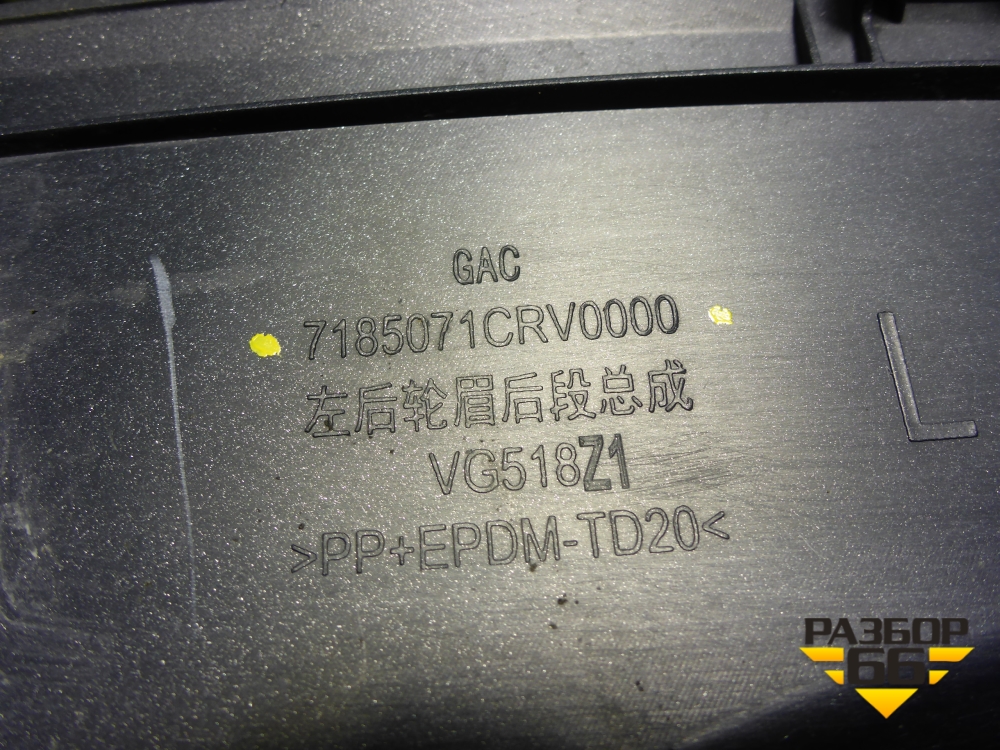 GAC
7185071CRV0000
左后轮眉后段总成
VG518Z1
>PP+EPDM-TD20<
L
РАЗБОР
66